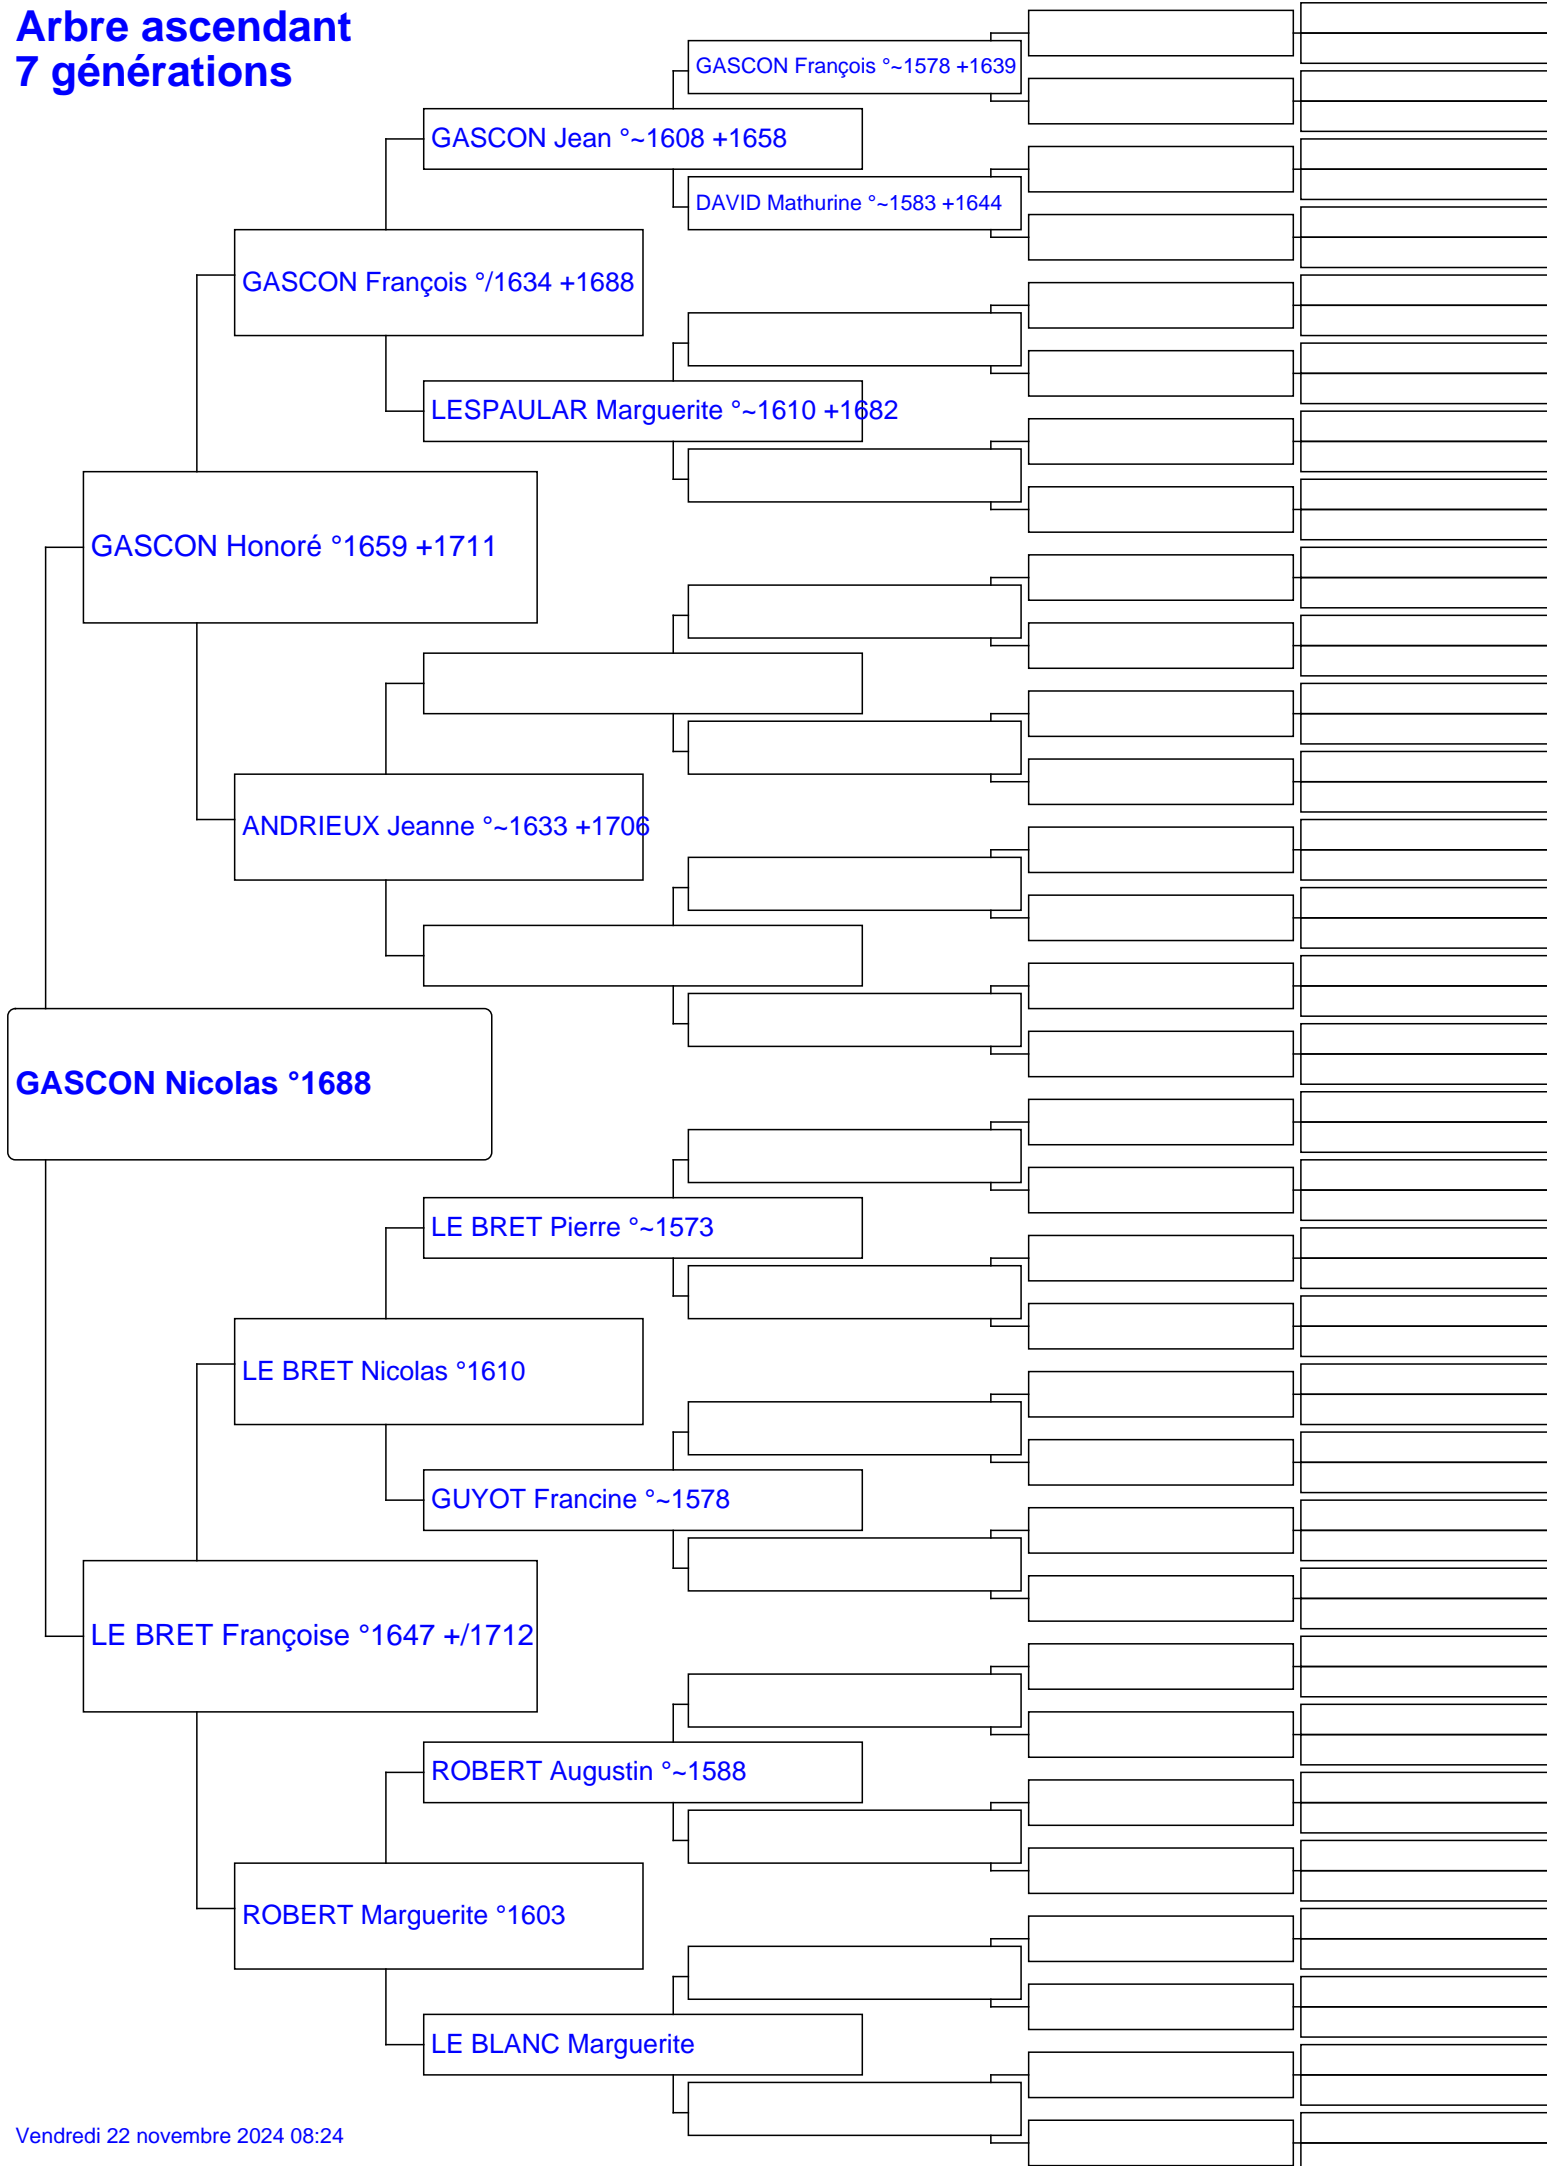 Arbre ascendant
7 générations
GASCON François °~1578 +1639
GASCON Jean °~1608 +1658
DAVID Mathurine °~1583 +1644
GASCON François °/1634 +1688
LESPAULAR Marguerite °~1610 +1682
GASCON Honoré °1659 +1711
ANDRIEUX Jeanne °~1633 +1706
GASCON Nicolas °1688
LE BRET Pierre °~1573
LE BRET Nicolas °1610
GUYOT Francine °~1578
LE BRET Françoise °1647 +/1712
ROBERT Augustin °~1588
ROBERT Marguerite °1603
LE BLANC Marguerite
Vendredi 22 novembre 2024 08:24